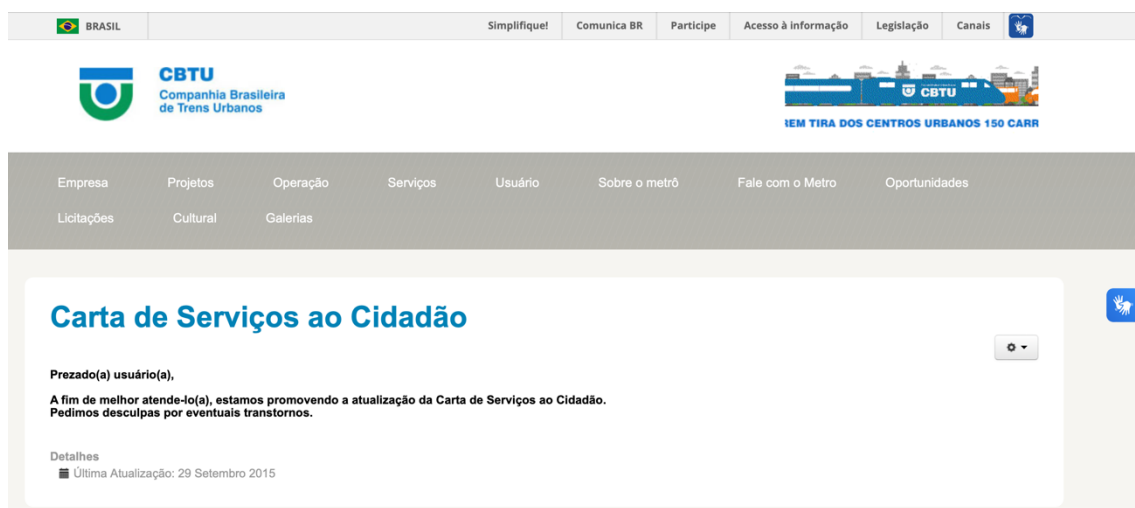 BRASIL
Simplifique!
Comunica BR
Participe
Acesso à informação
Legislação
Canais
CBTU
Companhia Brasileira
de Trens Urbanos
CBTU
TIRA DOS CENTROS URBANOS 150
Empresa
Projetos
Operação
Serviços
Usuário
Sobre o metrô
Fale com o Metro
Oportunidades
Licitações
Cultural
Galerias
Carta de Serviços ao Cidadão
Prezado(a) usuário(a),
A fim de melhor atende-lo(a), estamos promovendo a atualização da Carta de Serviços ao Cidadão.
Pedimos desculpas por eventuais transtornos.
Detalhes
Última Atualização: 29 Setembro 2015